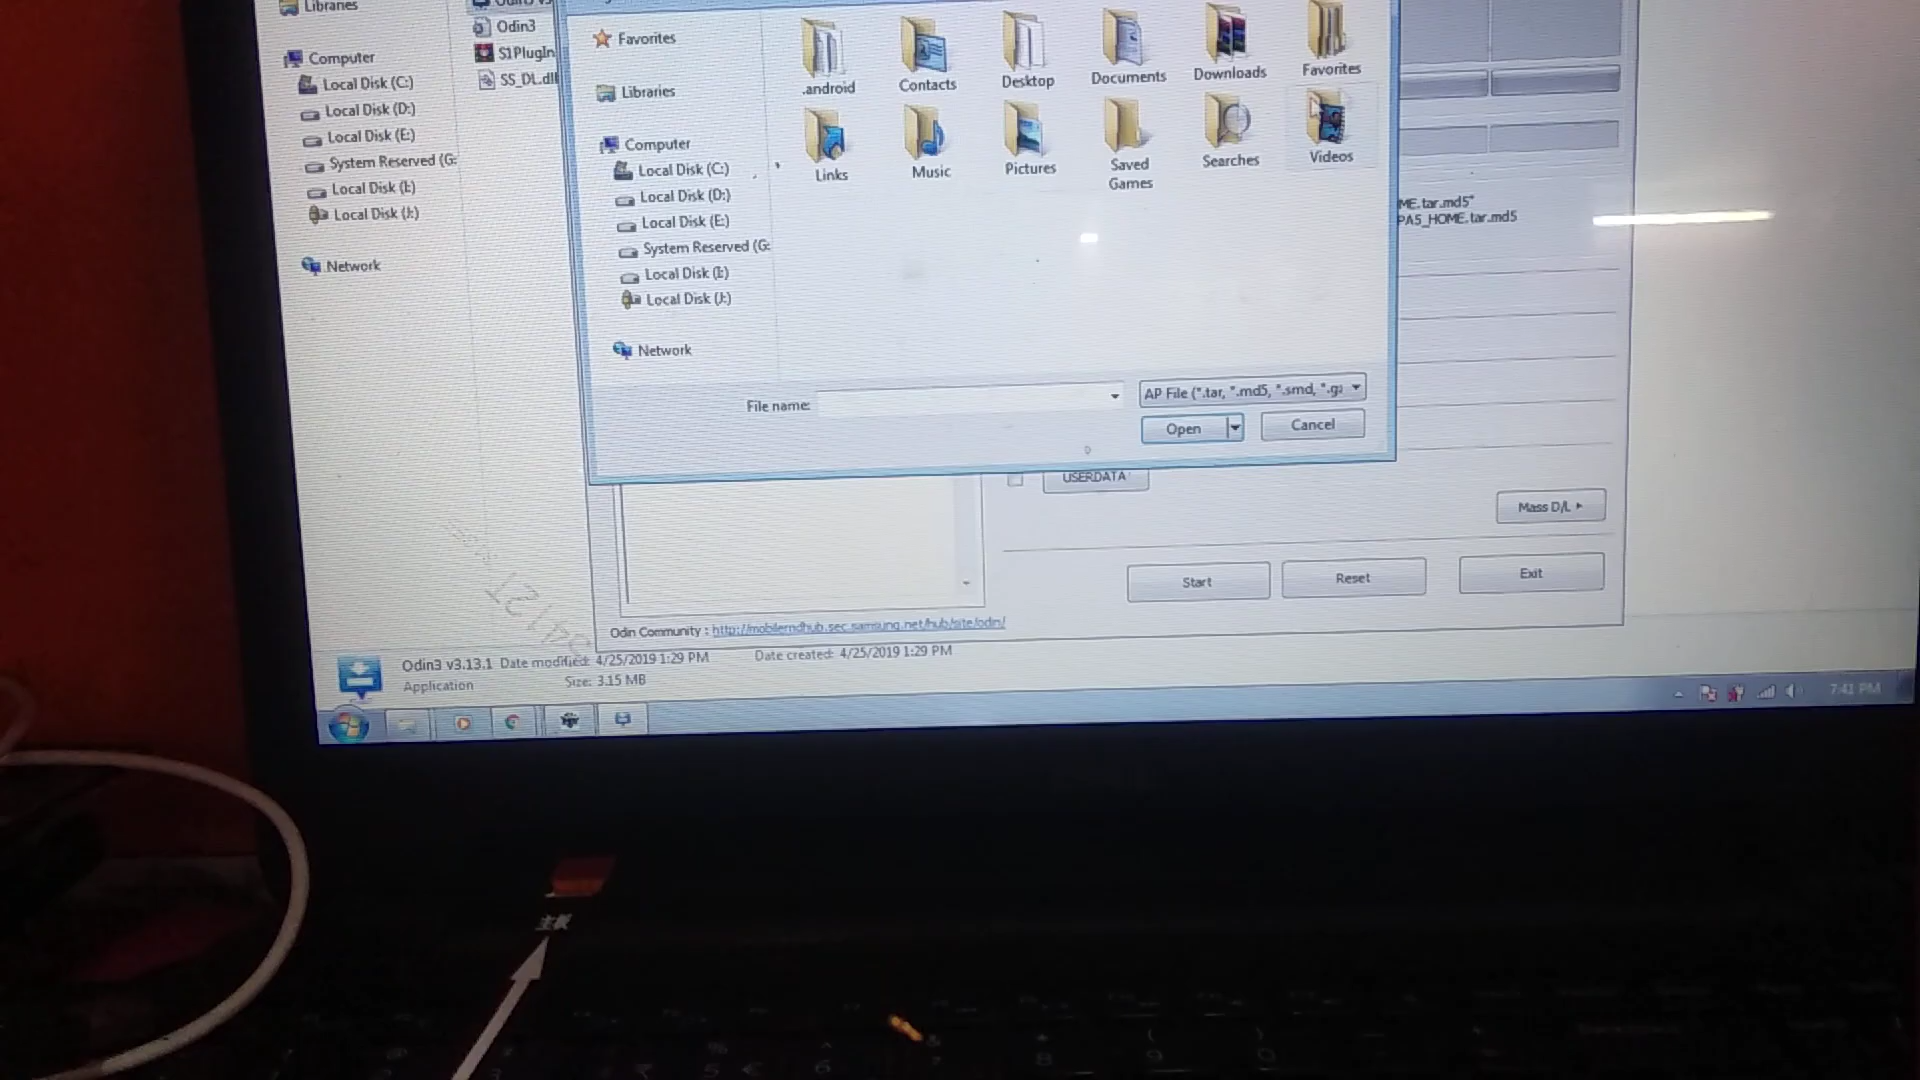 Libraries
Computer
Local Disk (C:)
Local Disk (D:)
Local Disk (E:)
System Reserved (G:
Local Disk (I:)
Local Disk (J:)
Network
Odin3
S1PlugIn
SS_DL.dll
Favorites
Libraries
Computer
Local Disk (C:)
Local Disk (D:)
Local Disk (E:)
System Reserved (G:
Local Disk (I:)
Local Disk (J:)
Network
.android
Contacts
Desktop
Documents
Downloads
Favorites
Links
Music
Pictures
Saved Games
Searches
Videos
File name:
AP File (*.tar, *.md5, *.smd, *.gz
Open
Cancel
ME.tar.md5"
PA5_HOME.tar.md5
USERDATA
Mass D/L
Start
Reset
Exit
Odin Community : http://mobilerndhub.sec.samsung.net/hub/site/odin/
Odin3 v3.13.1 Date modified: 4/25/2019 1:29 PM Date created: 4/25/2019 1:29 PM
Application Size: 3.15 MB
7:41 PM
主板